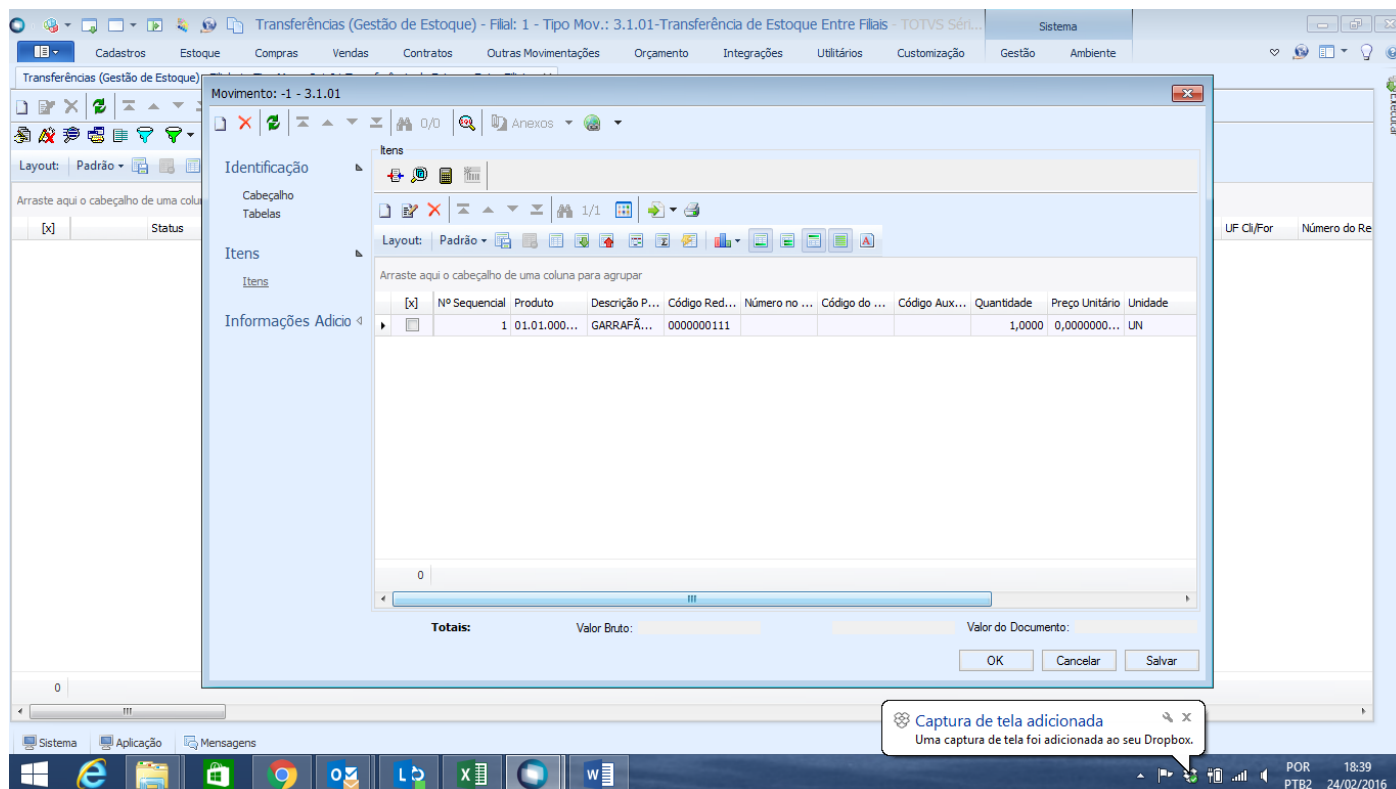 Transferências (Gestão de Estoque) - Filial: 1 - Tipo Mov.: 3.1.01-Transferência de Estoque Entre Filiais - TOTVS Séri...
Sistema
Cadastros Estoque Compras Vendas Contratos Outras Movimentações Orçamento Integrações Utilitários Customização Gestão Ambiente
Transferências (Gestão de Estoque)
Movimento: -1 - 3.1.01
Executar
0/0 Anexos
Itens
Layout: Padrão
Identificação
Cabeçalho
Tabelas
1/1
Arraste aqui o cabeçalho de uma colu
Layout: Padrão
[x] Status
UF Cli/For Número do Re
Itens
Itens
Arraste aqui o cabeçalho de uma coluna para agrupar
[x] Nº Sequencial Produto Descrição P... Código Red... Número no ... Código do ... Código Aux... Quantidade Preço Unitário Unidade
Informações Adicio
1 01.01.000... GARRAFÃ... 0000000111 1,0000 0,0000000... UN
0
Totais: Valor Bruto: Valor do Documento:
OK Cancelar Salvar
0
Captura de tela adicionada
Uma captura de tela foi adicionada ao seu Dropbox.
Sistema Aplicação Mensagens
POR 18:39
PTB2 24/02/2016